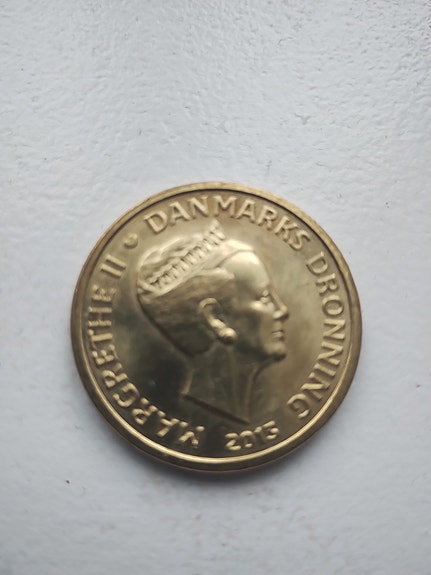 MARGRETHE II ♥ DANMARKS DRONNING
2013